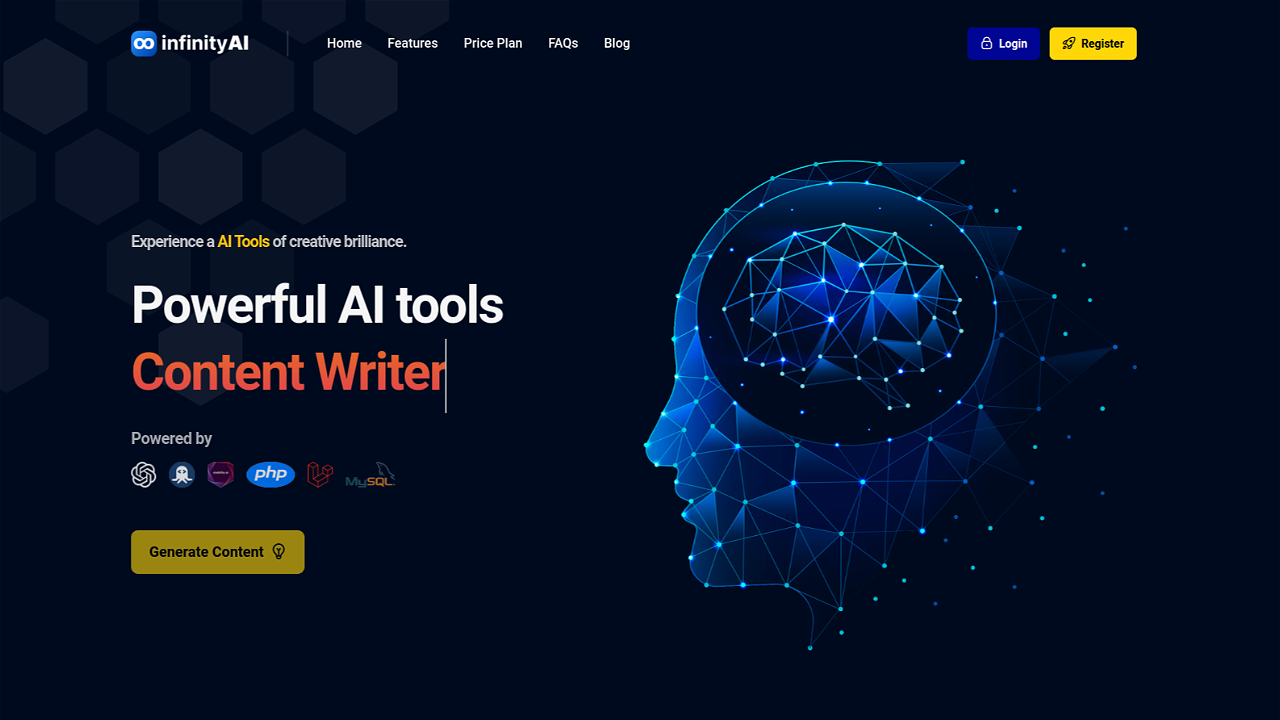 infinityAI
Home Features Price Plan FAQs Blog
Login Register
Experience a AI Tools of creative brilliance.
Powerful AI tools
Content Writer
Powered by
php
MySQL
Generate Content